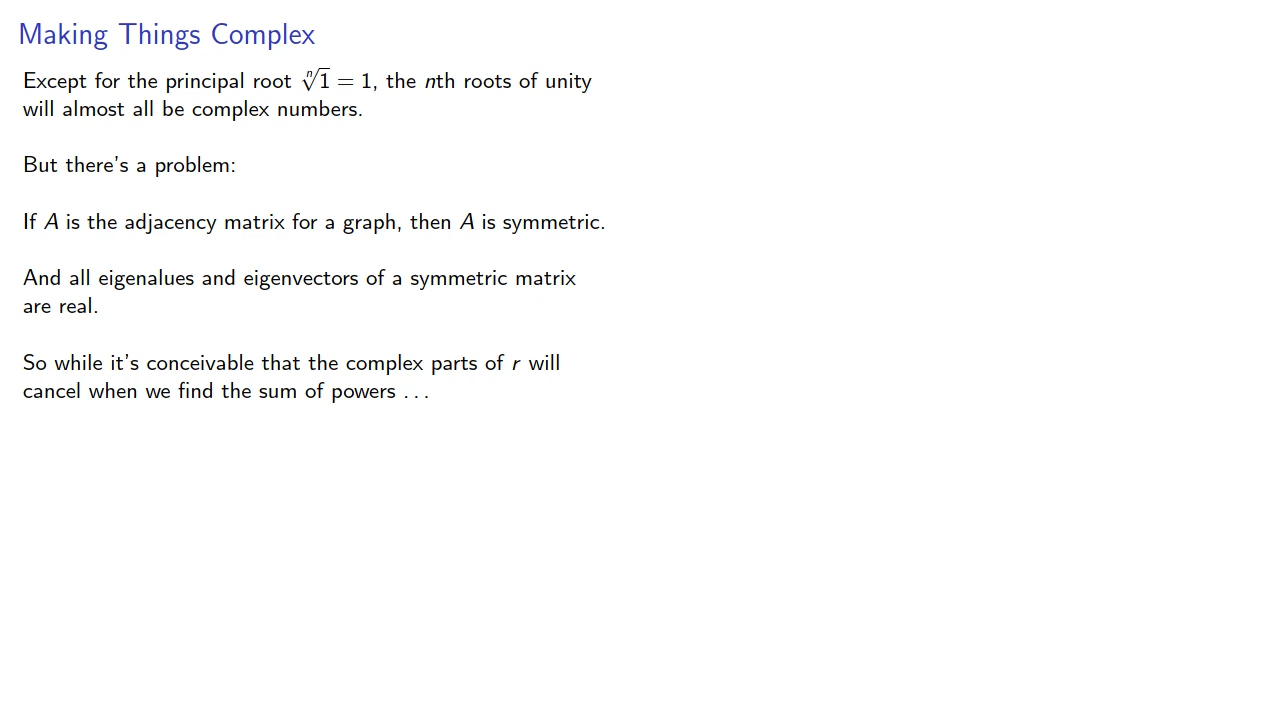 Making Things Complex
Except for the principal root $\sqrt[n]{1} = 1$, the nth roots of unity
will almost all be complex numbers.
But there's a problem:
If A is the adjacency matrix for a graph, then A is symmetric.
And all eigenalues and eigenvectors of a symmetric matrix
are real.
So while it's conceivable that the complex parts of r will
cancel when we find the sum of powers ...